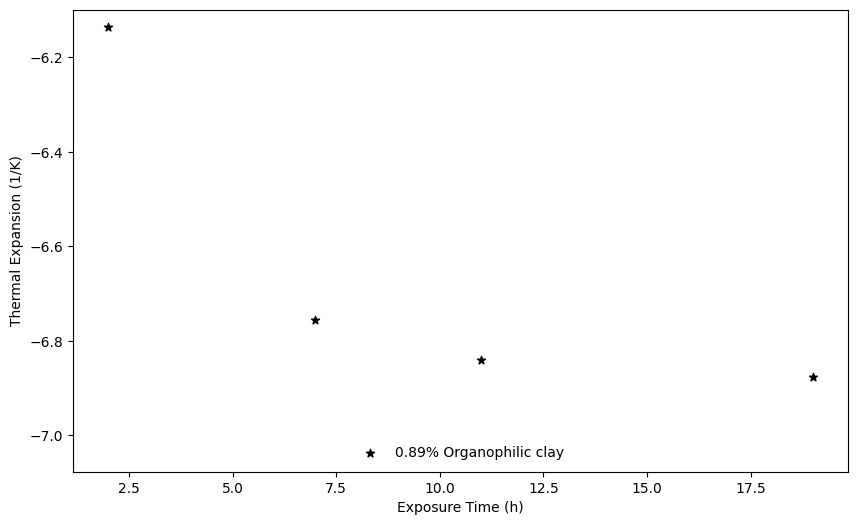 Thermal Expansion (1/K)
−6.2
−6.4
−6.6
−6.8
−7.0
0.89% Organophilic clay
2.5 5.0 7.5 10.0 12.5 15.0 17.5
Exposure Time (h)